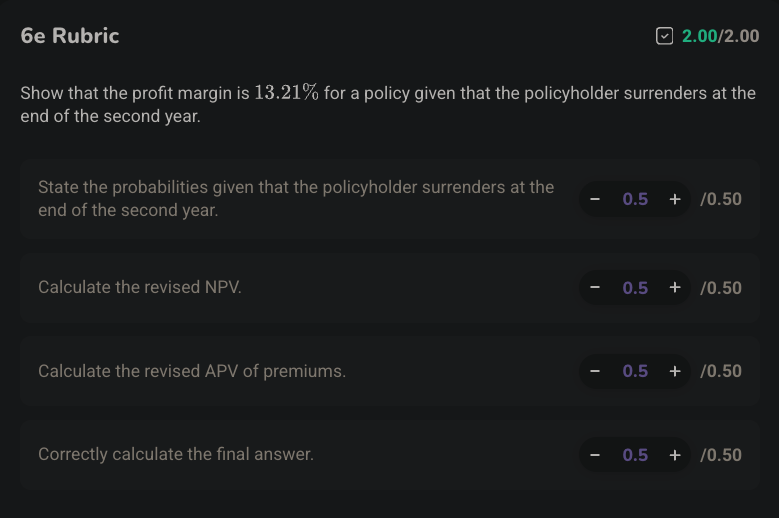 6e Rubric
2.00/2.00
Show that the profit margin is 13.21% for a policy given that the policyholder surrenders at the
end of the second year.
State the probabilities given that the policyholder surrenders at the
end of the second year.
− 0.5 + /0.50
Calculate the revised NPV.
− 0.5 + /0.50
Calculate the revised APV of premiums.
− 0.5 + /0.50
Correctly calculate the final answer.
− 0.5 + /0.50